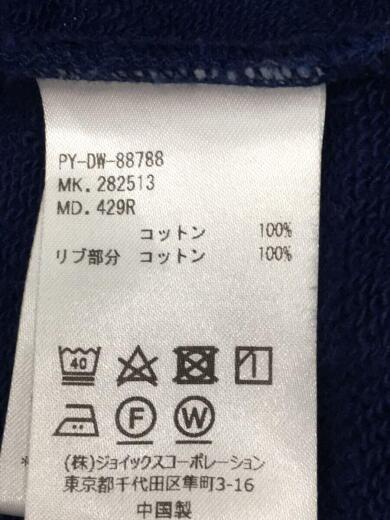 PY-DW-88788
MK. 282513
MD. 429R
コットン 100%
リブ部分 コットン 100%
40
F W
(株)ジョイックスコーポレーション
東京都千代田区隼町3-16
中国製